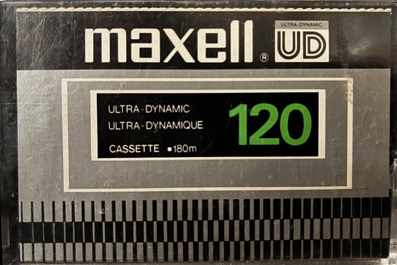 maxell® ULTRA-DYNAMIC
UD
ULTRA-DYNAMIC
ULTRA-DYNAMIQUE
120
CASSETTE ▪180m